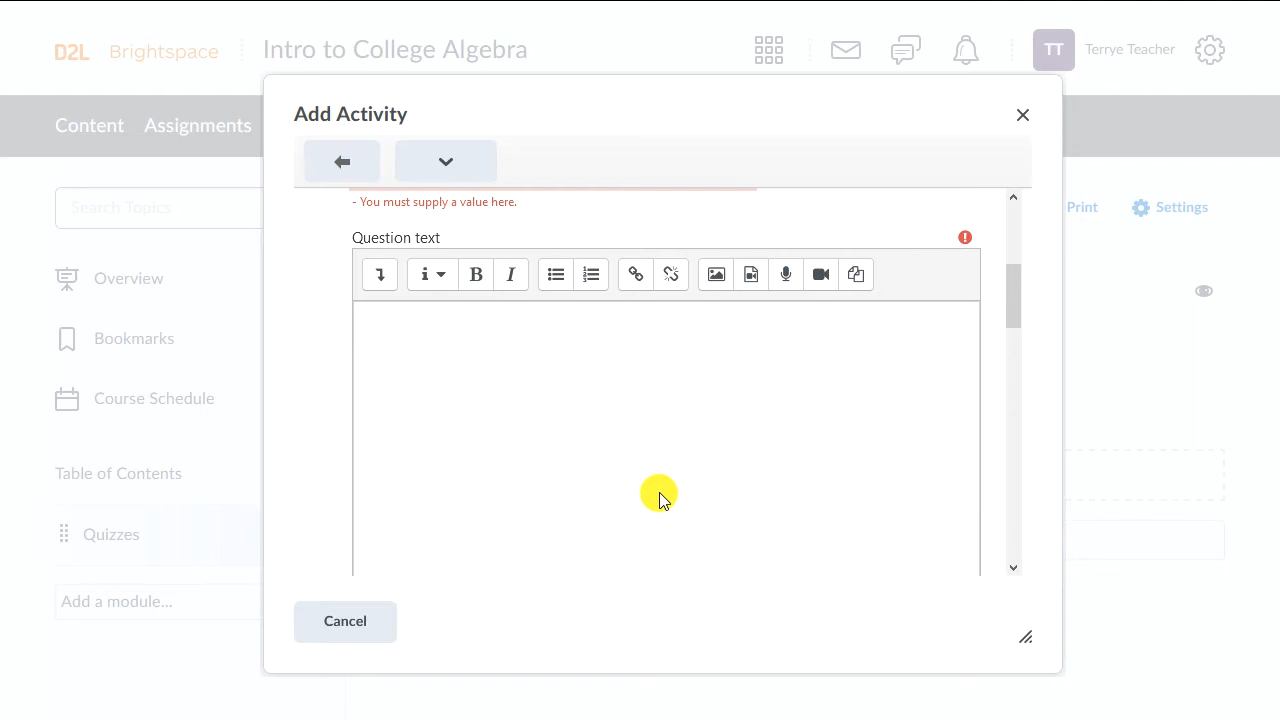 D2L Brightspace
Intro to College Algebra
TT
Terrye Teacher
Content
Assignments
Add Activity
- You must supply a value here.
Question text
i
B
I
Search Topics
Print
Settings
Overview
Bookmarks
Course Schedule
Table of Contents
Quizzes
Add a module...
Cancel